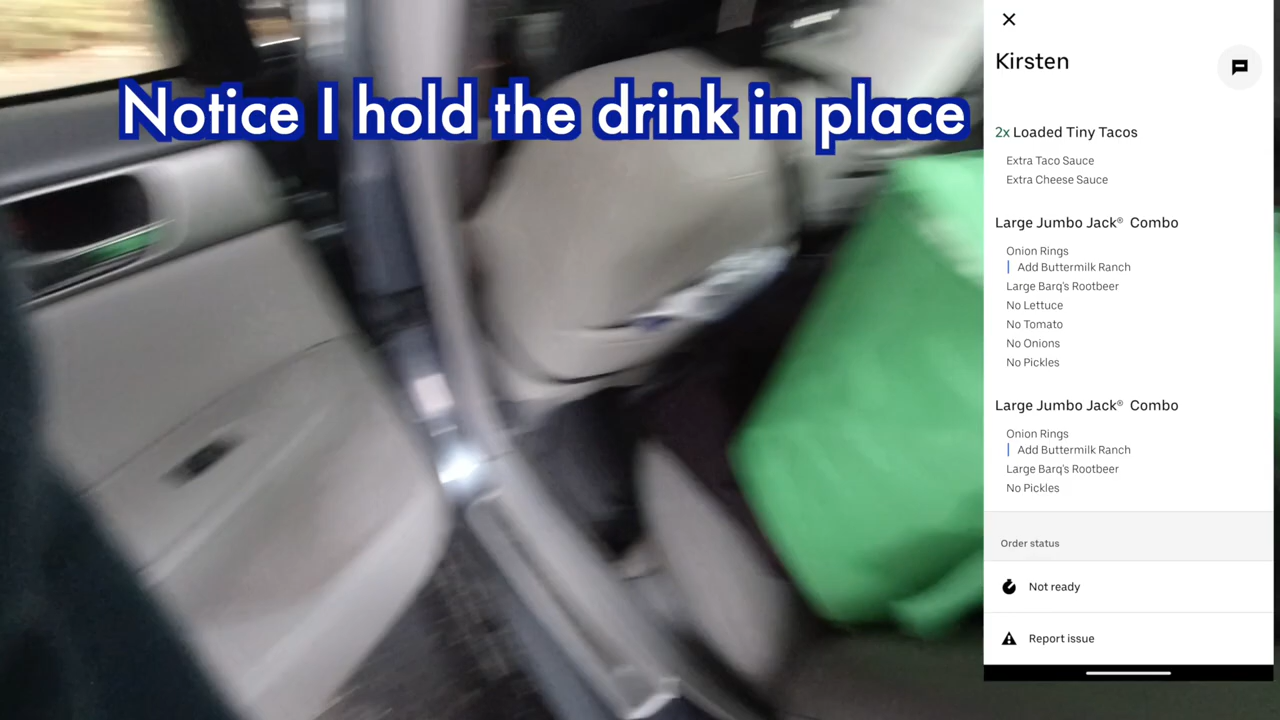 Notice I hold the drink in place
Kirsten
2x Loaded Tiny Tacos
Extra Taco Sauce
Extra Cheese Sauce
Large Jumbo Jack® Combo
Onion Rings
Add Buttermilk Ranch
Large Barq's Rootbeer
No Lettuce
No Tomato
No Onions
No Pickles
Large Jumbo Jack® Combo
Onion Rings
Add Buttermilk Ranch
Large Barq's Rootbeer
No Pickles
Order status
Not ready
Report issue